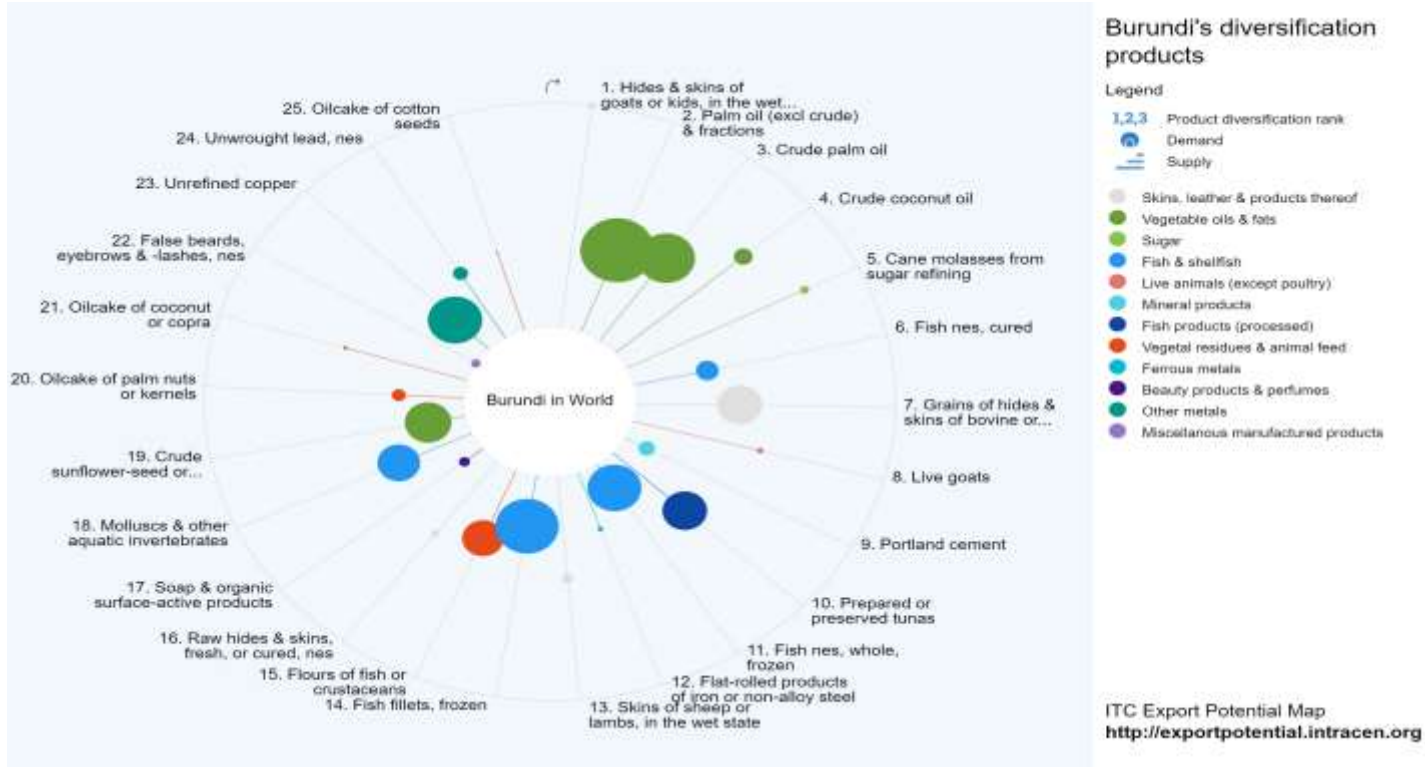 Burundi's diversification
products
Legend
1,2,3 Product diversification rank
Demand
Supply
Skins, leather & products thereof
Vegetable oils & fats
Sugar
Fish & shellfish
Live animals (except poultry)
Mineral products
Fish products (processed)
Vegetal residues & animal feed
Ferrous metals
Beauty products & perfumes
Other metals
Miscellanous manufactured products
ITC Export Potential Map
http://exportpotential.intracen.org
Burundi in World
1. Hides & skins of
goats or kids, in the wet...
2. Palm oil (excl crude)
& fractions
3. Crude palm oil
4. Crude coconut oil
5. Cane molasses from
sugar refining
6. Fish nes, cured
7. Grains of hides &
skins of bovine or...
8. Live goats
9. Portland cement
10. Prepared or
preserved tunas
11. Fish nes, whole,
frozen
12. Flat-rolled products
of iron or non-alloy steel
13. Skins of sheep or
lambs, in the wet state
14. Fish fillets, frozen
15. Flours of fish or
crustaceans
16. Raw hides & skins,
fresh, or cured, nes
17. Soap & organic
surface-active products
18. Molluscs & other
aquatic invertebrates
19. Crude
sunflower-seed or...
20. Oilcake of palm nuts
or kernels
21. Oilcake of coconut
or copra
22. False beards,
eyebrows & -lashes, nes
23. Unrefined copper
24. Unwrought lead, nes
25. Oilcake of cotton
seeds